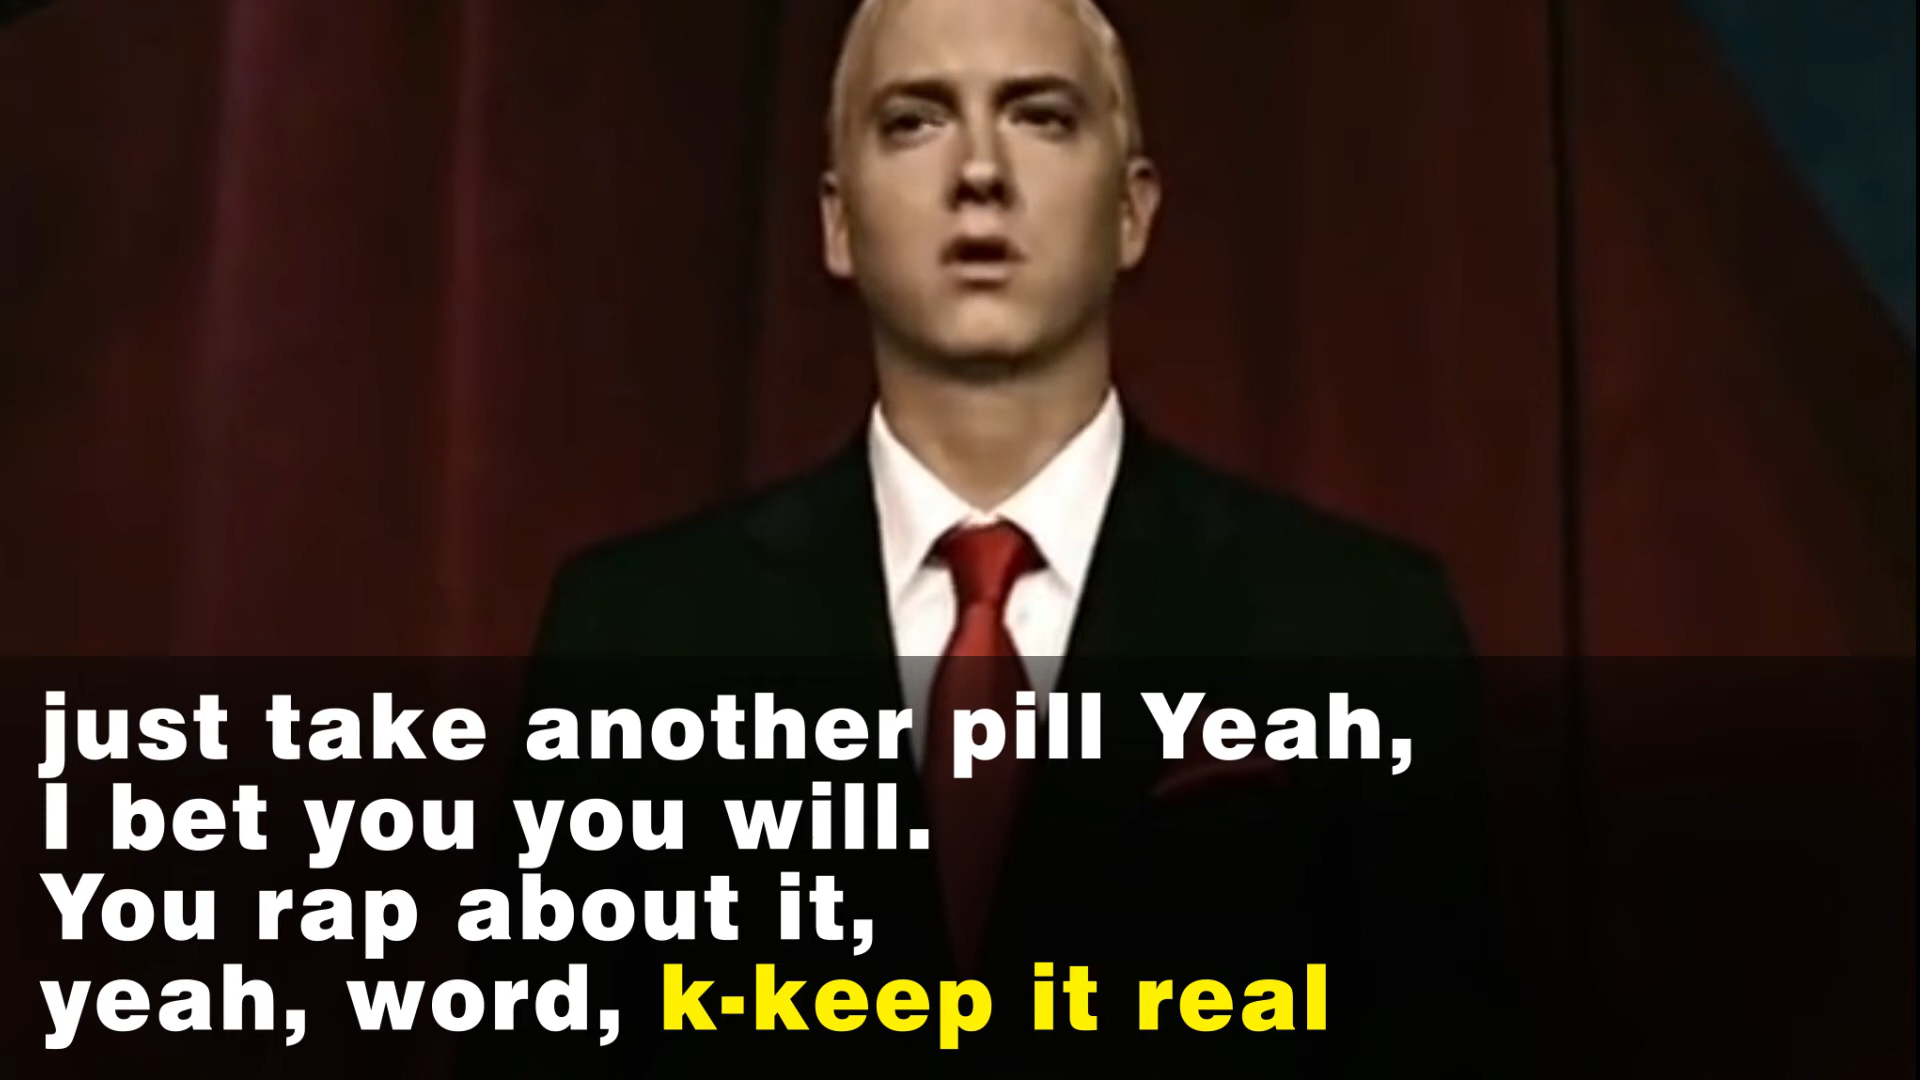 just take another pill Yeah,
I bet you you will.
You rap about it,
yeah, word, k-keep it real